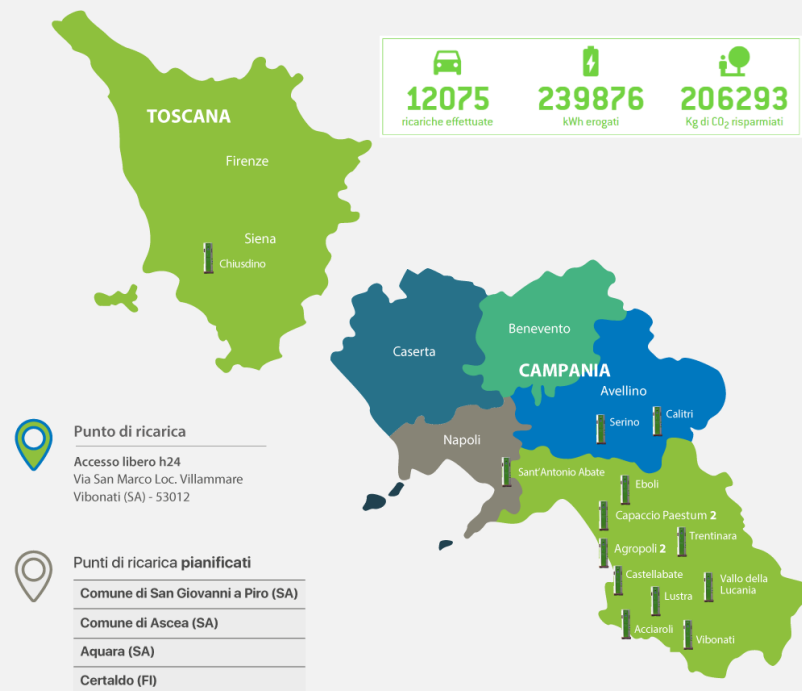 12075
ricariche effettuate
239876
kWh erogati
206293
Kg di CO2 risparmiati
TOSCANA
Firenze
Siena
Chiusdino
Benevento
Caserta
CAMPANIA
Avellino
Calitri
Serino
Napoli
Sant'Antonio Abate
Eboli
Capaccio Paestum 2
Trentinara
Agropoli 2
Castellabate
Vallo della
Lucania
Lustra
Acciaroli
Vibonati
Punto di ricarica
Accesso libero h24
Via San Marco Loc. Villammare
Vibonati (SA) - 53012
Punti di ricarica pianificati
Comune di San Giovanni a Piro (SA)
Comune di Ascea (SA)
Aquara (SA)
Certaldo (FI)